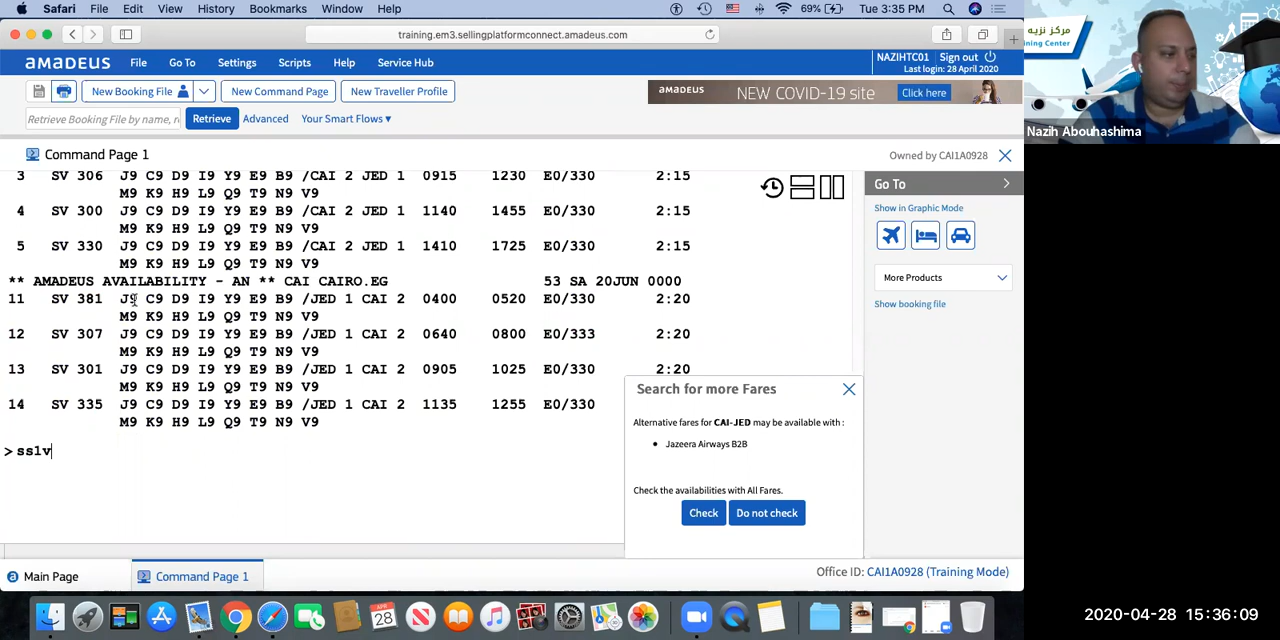 Safari File Edit View History Bookmarks Window Help 69% Tue 3:35 PM
training.em3.sellingplatformconnect.amadeus.com
amadeus File Go To Settings Scripts Help Service Hub NAZIHTC01 Sign out
Last login: 28 April 2020
New Booking File New Command Page New Traveller Profile amadeus NEW COVID-19 site Click here
Retrieve Booking File by name, re Retrieve Advanced Your Smart Flows
Command Page 1 Owned by CAI1A0928
3 SV 306 J9 C9 D9 I9 Y9 E9 B9 /CAI 2 JED 1 0915 1230 E0/330 2:15
M9 K9 H9 L9 Q9 T9 N9 V9
4 SV 300 J9 C9 D9 I9 Y9 E9 B9 /CAI 2 JED 1 1140 1455 E0/330 2:15
M9 K9 H9 L9 Q9 T9 N9 V9
5 SV 330 J9 C9 D9 I9 Y9 E9 B9 /CAI 2 JED 1 1410 1725 E0/330 2:15
M9 K9 H9 L9 Q9 T9 N9 V9
** AMADEUS AVAILABILITY - AN ** CAI CAIRO.EG 53 SA 20JUN 0000
11 SV 381 J9 C9 D9 I9 Y9 E9 B9 /JED 1 CAI 2 0400 0520 E0/330 2:20
M9 K9 H9 L9 Q9 T9 N9 V9
12 SV 307 J9 C9 D9 I9 Y9 E9 B9 /JED 1 CAI 2 0640 0800 E0/333 2:20
M9 K9 H9 L9 Q9 T9 N9 V9
13 SV 301 J9 C9 D9 I9 Y9 E9 B9 /JED 1 CAI 2 0905 1025 E0/330 2:20
M9 K9 H9 L9 Q9 T9 N9 V9
14 SV 335 J9 C9 D9 I9 Y9 E9 B9 /JED 1 CAI 2 1135 1255 E0/330
M9 K9 H9 L9 Q9 T9 N9 V9
> ss1v
Search for more Fares
Alternative fares for CAI-JED may be available with :
Jazeera Airways B2B
Check the availabilities with All Fares.
Check Do not check
Go To
Show in Graphic Mode
More Products
Show booking file
Main Page Command Page 1 Office ID: CAI1A0928 (Training Mode)
APR 28
مركز نزيه
ining Center
Nazih Abouhashima
2020-04-28 15:36:09